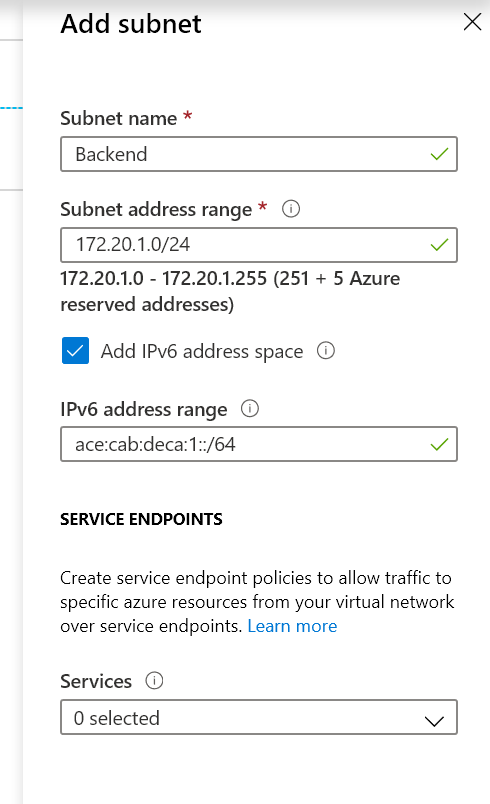 Add subnet
Subnet name *
Backend
Subnet address range *
172.20.1.0/24
172.20.1.0 - 172.20.1.255 (251 + 5 Azure
reserved addresses)
Add IPv6 address space
IPv6 address range
ace:cab:deca:1::/64
SERVICE ENDPOINTS
Create service endpoint policies to allow traffic to
specific azure resources from your virtual network
over service endpoints. Learn more
Services
0 selected